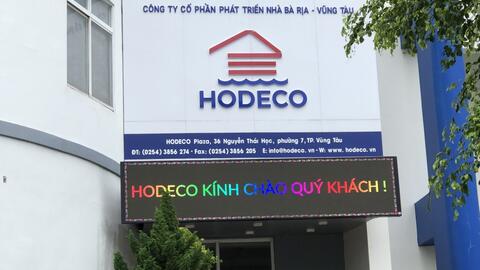 CÔNG TY CỔ PHẦN PHÁT TRIỂN NHÀ BÀ RỊA - VŨNG TÀU
HODECO
HODECO Plaza, 36 Nguyễn Thái Học, phường 7, TP. Vũng Tàu
ĐT: (0254) 3856 274 - Fax: (0254) 3856 205 E: info@hodeco.vn - W: www.hodeco.vn
HODECO KÍNH CHÀO QUÝ KHÁCH !